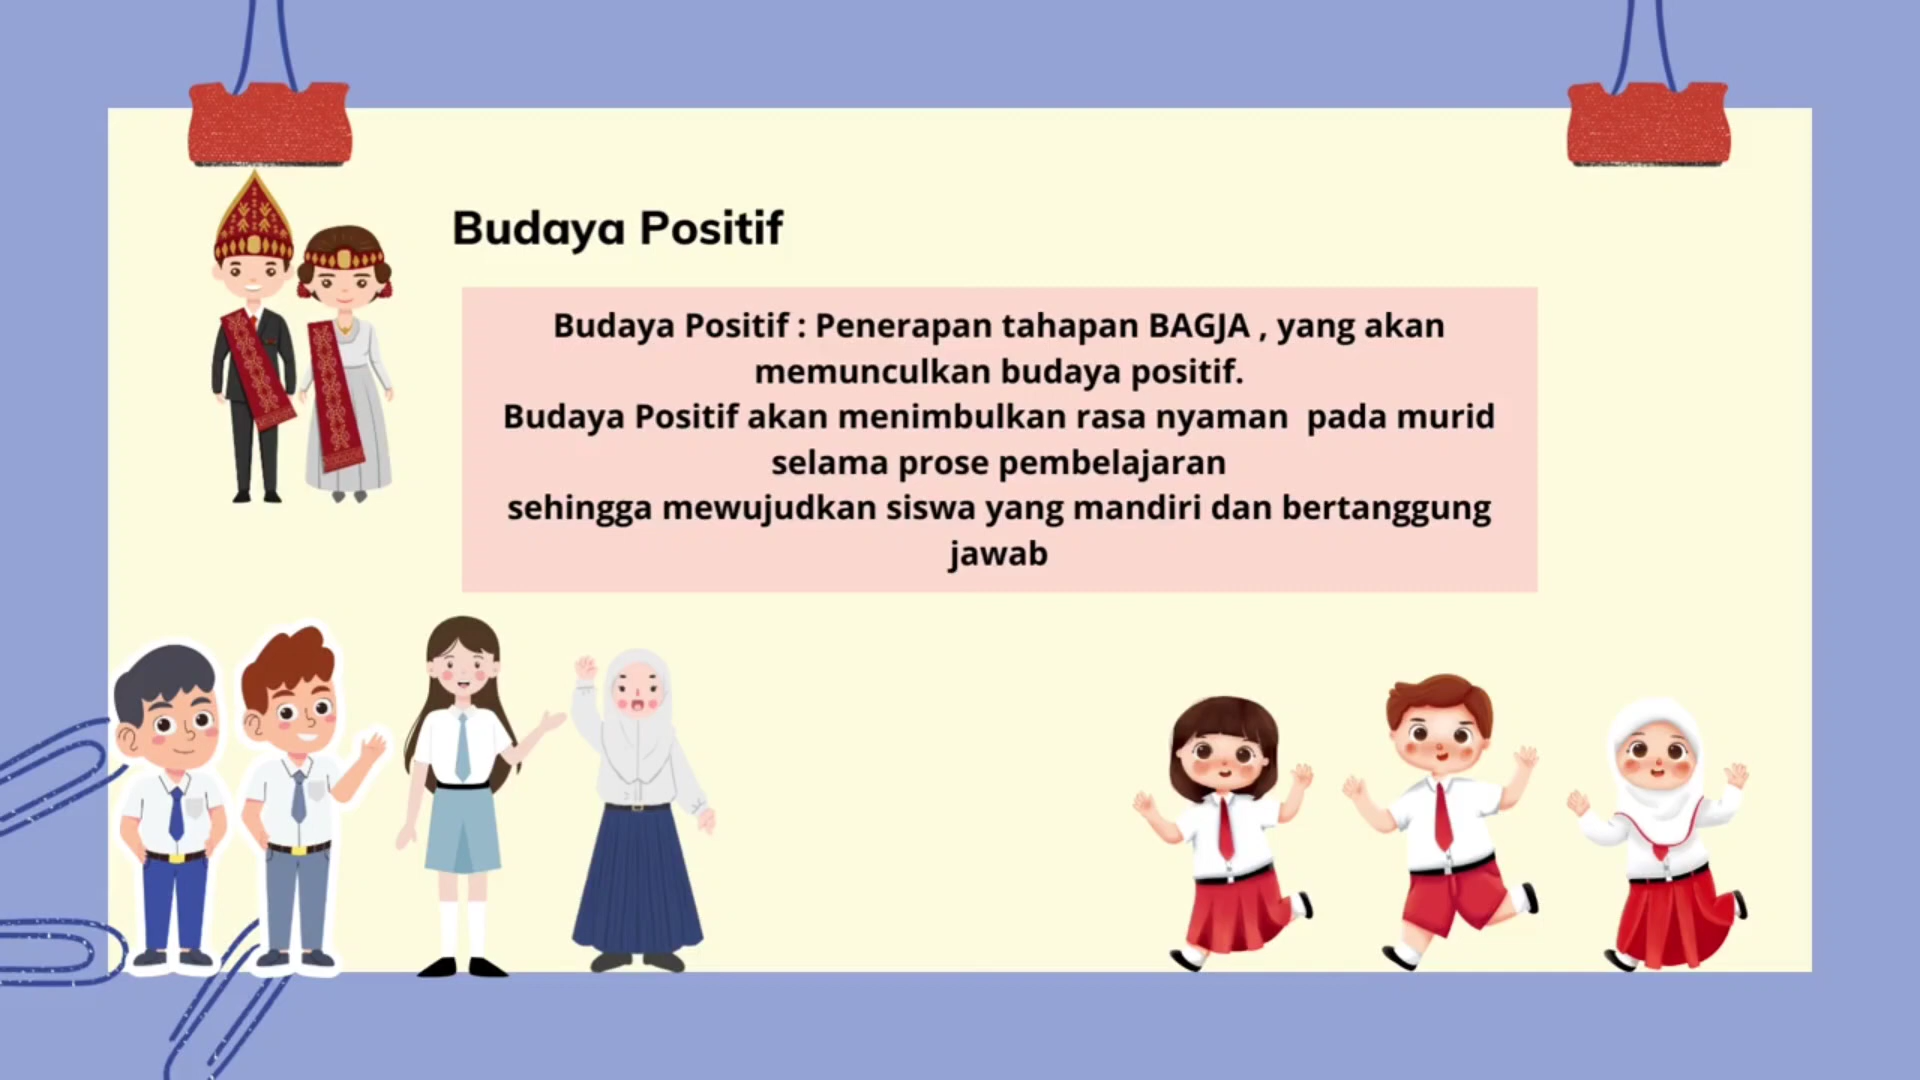 Budaya Positif
Budaya Positif : Penerapan tahapan BAGJA , yang akan
memunculkan budaya positif.
Budaya Positif akan menimbulkan rasa nyaman  pada murid
selama prose pembelajaran
sehingga mewujudkan siswa yang mandiri dan bertanggung
jawab